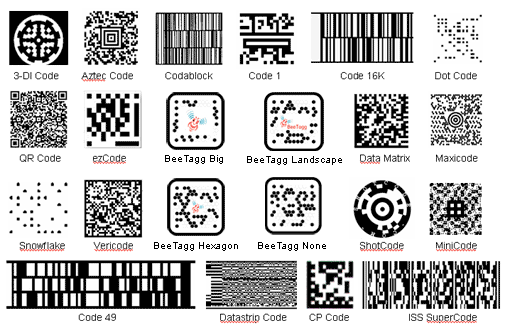 3-DI Code Aztec Code Codablock Code 1 Code 16K Dot Code
QR Code ezCode BeeTagg Big BeeTagg Landscape Data Matrix Maxicode
BeeTagg
Snowflake Vericode BeeTagg Hexagon BeeTagg None ShotCode MiniCode
Code 49 Datastrip Code CP Code ISS SuperCode